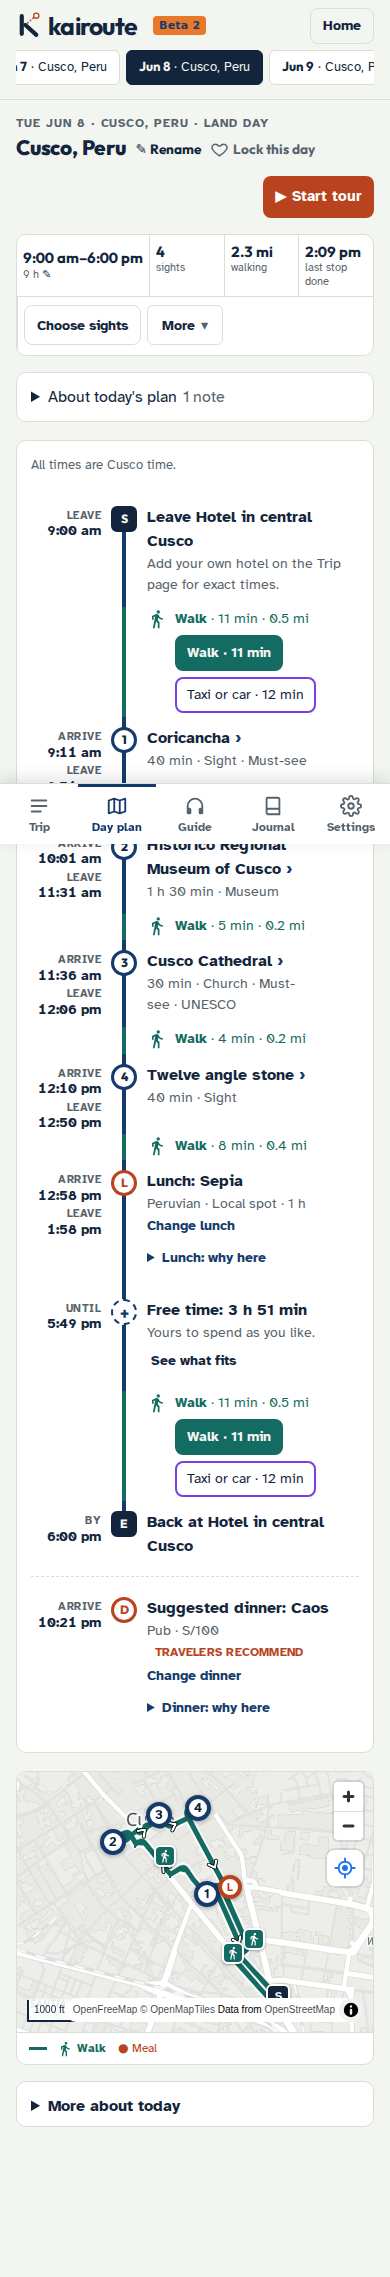 kairoute Beta 2 Home
7 · Cusco, Peru Jun 8 · Cusco, Peru Jun 9 · Cusco, P
TUE JUN 8 · CUSCO, PERU · LAND DAY
Cusco, Peru ✎ Rename Lock this day
▶ Start tour
9:00 am–6:00 pm
9 h ✎
4
sights
2.3 mi
walking
2:09 pm
last stop
done
Choose sights
More ▾
▶ About today's plan 1 note
All times are Cusco time.
LEAVE
9:00 am
S
Leave Hotel in central
Cusco
Add your own hotel on the Trip
page for exact times.
Walk · 11 min · 0.5 mi
Walk · 11 min
Taxi or car · 12 min
ARRIVE
9:11 am
LEAVE
1
Coricancha ›
40 min · Sight · Must-see
Trip
Day plan
Guide
Journal
Settings
10:01 am
LEAVE
11:31 am
2
Historico Regional
Museum of Cusco ›
1 h 30 min · Museum
Walk · 5 min · 0.2 mi
ARRIVE
11:36 am
LEAVE
12:06 pm
3
Cusco Cathedral ›
30 min · Church · Must-
see · UNESCO
Walk · 4 min · 0.2 mi
ARRIVE
12:10 pm
LEAVE
12:50 pm
4
Twelve angle stone ›
40 min · Sight
Walk · 8 min · 0.4 mi
ARRIVE
12:58 pm
LEAVE
1:58 pm
L
Lunch: Sepia
Peruvian · Local spot · 1 h
Change lunch
▶ Lunch: why here
UNTIL
5:49 pm
+
Free time: 3 h 51 min
Yours to spend as you like.
See what fits
Walk · 11 min · 0.5 mi
Walk · 11 min
Taxi or car · 12 min
BY
6:00 pm
E
Back at Hotel in central
Cusco
ARRIVE
10:21 pm
D
Suggested dinner: Caos
Pub · S/100
TRAVELERS RECOMMEND
Change dinner
▶ Dinner: why here
+
−
Cu
2
3
4
1
L
S
1000 ft
OpenFreeMap © OpenMapTiles Data from OpenStreetMap
Walk Meal
▶ More about today